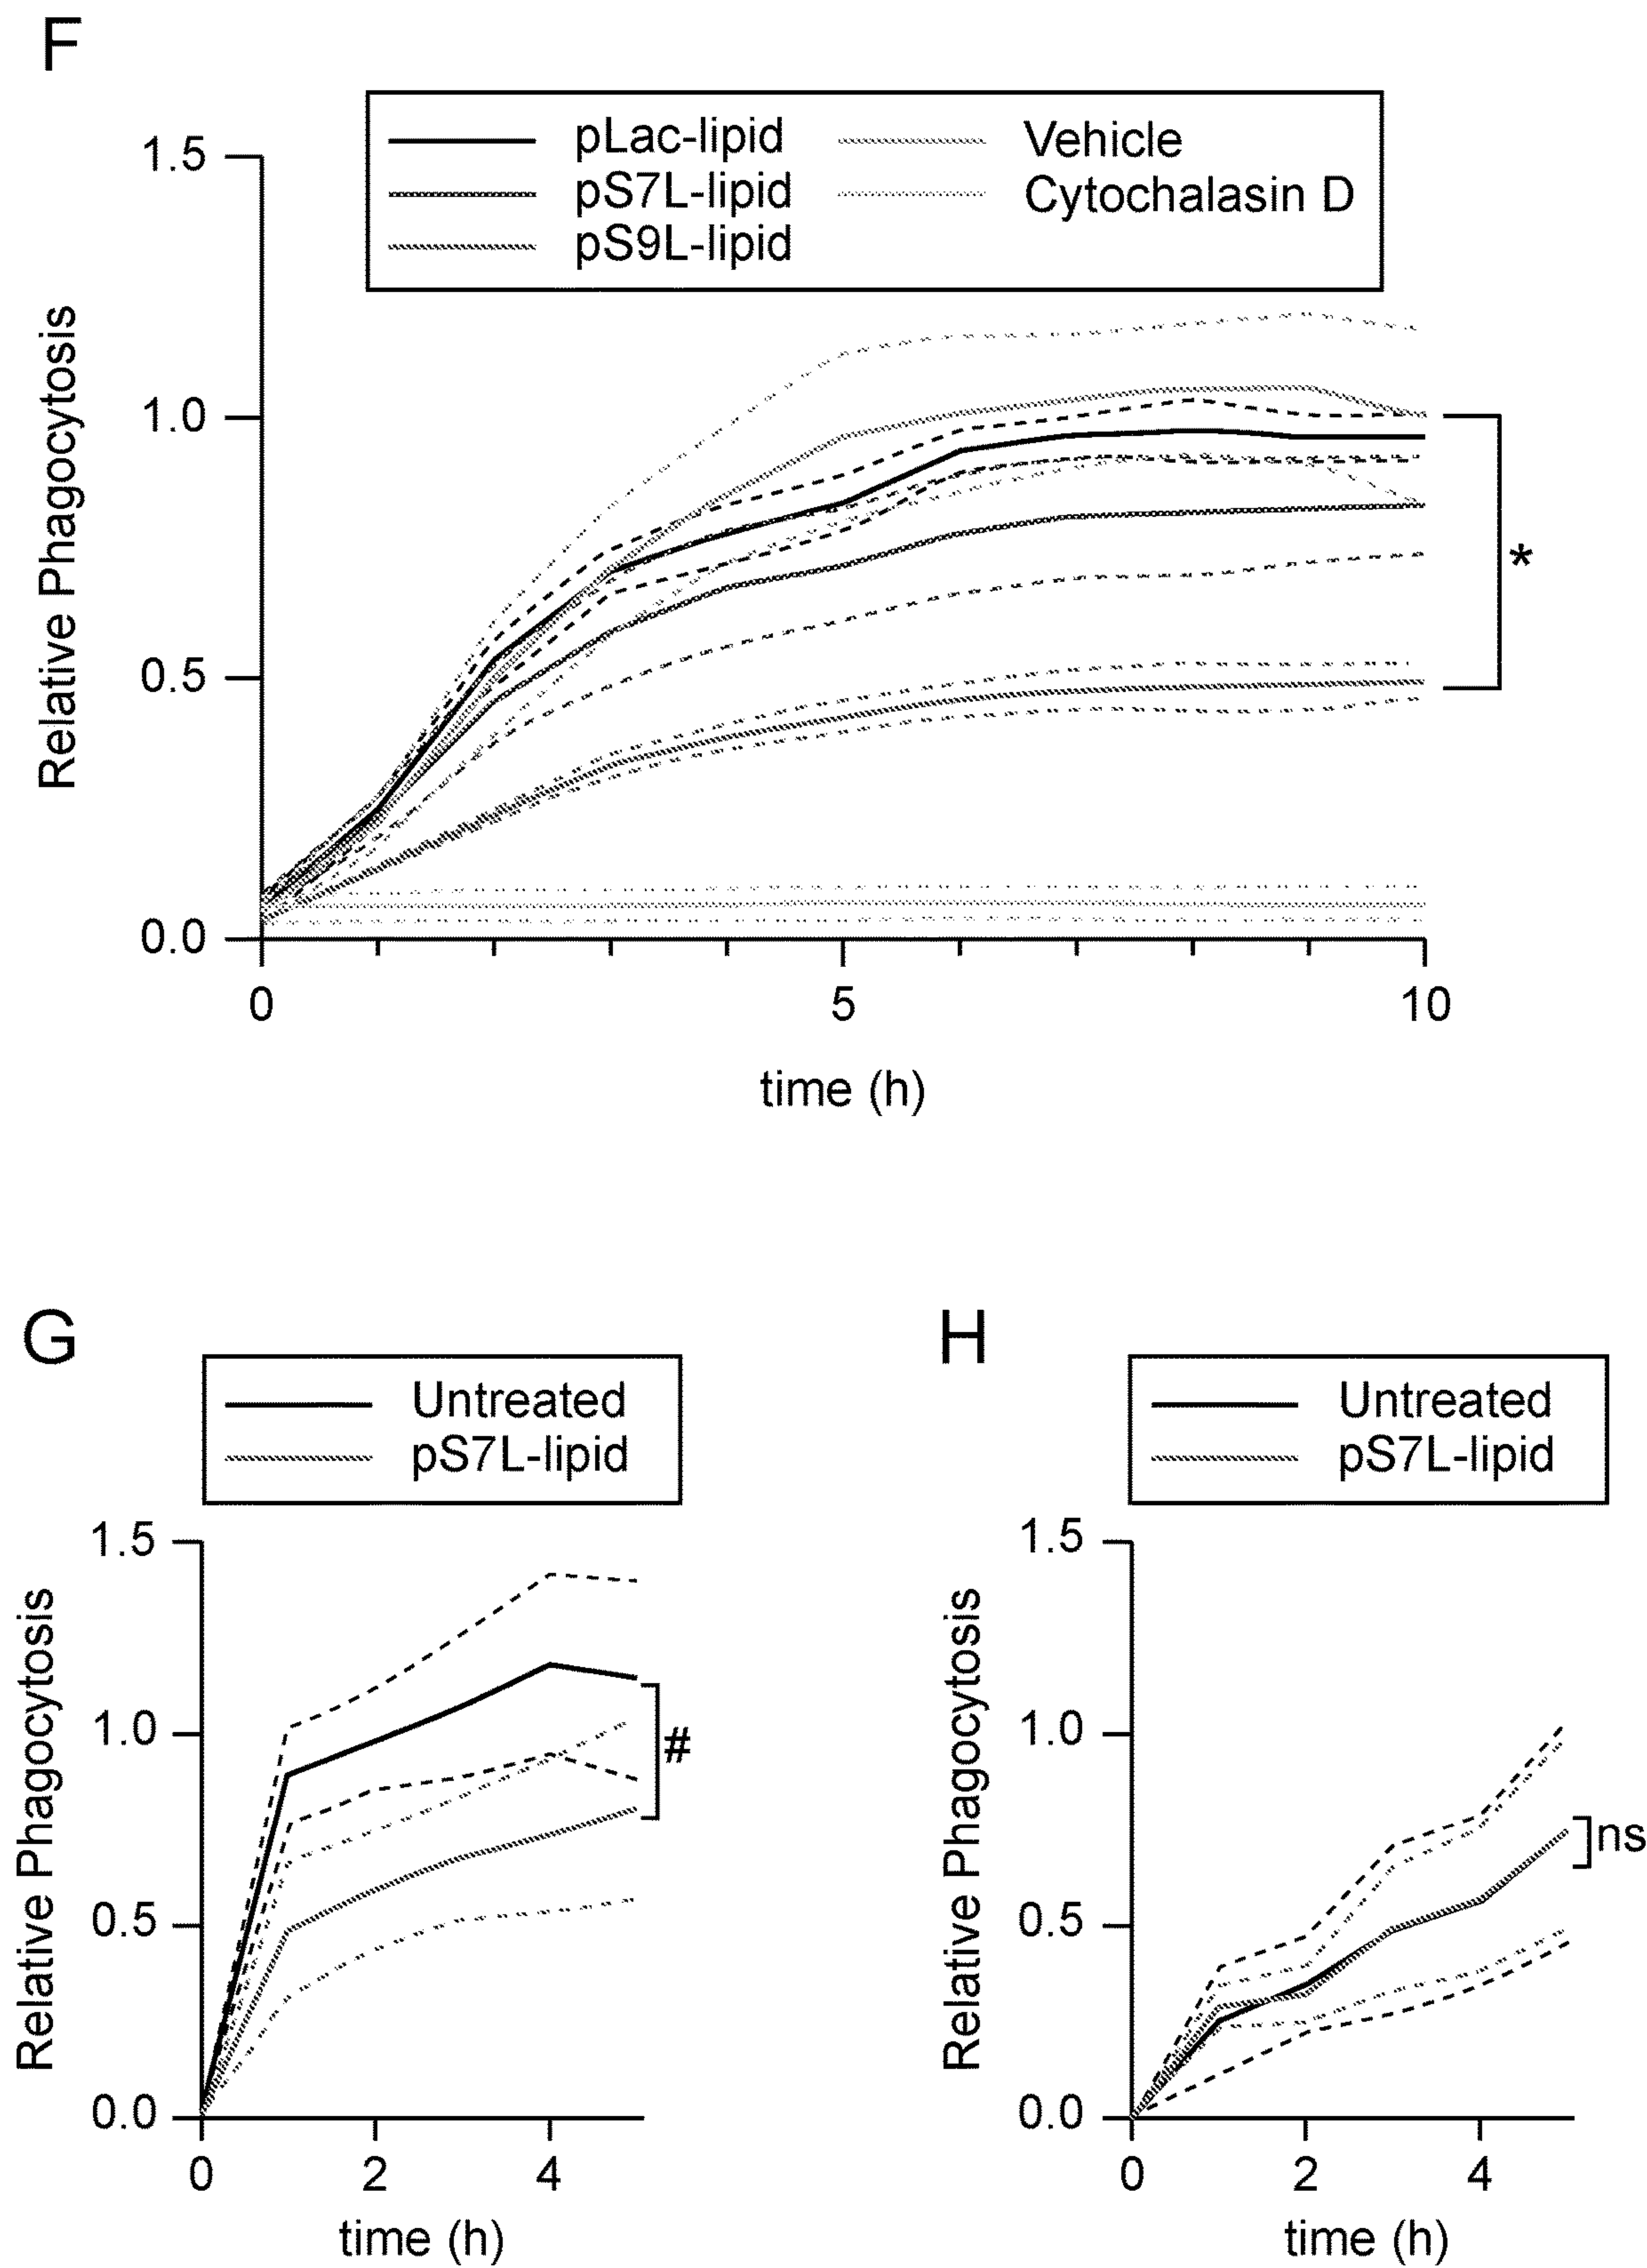 F
pLac-lipid
pS7L-lipid
pS9L-lipid
Vehicle
Cytochalasin D
1.5
1.0
0.5
0.0
Relative Phagocytosis
*
0 5 10
time (h)
G
Untreated
pS7L-lipid
1.5
1.0
0.5
0.0
Relative Phagocytosis
#
0 2 4
time (h)
H
Untreated
pS7L-lipid
1.5
1.0
0.5
0.0
Relative Phagocytosis
ns
0 2 4
time (h)